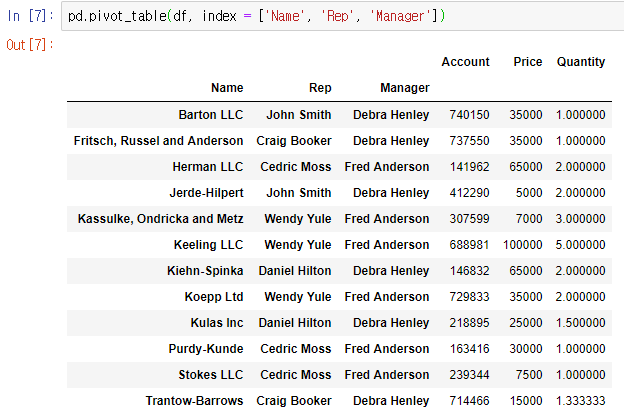 In [7]: pd.pivot_table(df, index = ['Name', 'Rep', 'Manager'])
Out[7]:
Account Price Quantity
Name Rep Manager
Barton LLC John Smith Debra Henley 740150 35000 1.000000
Fritsch, Russel and Anderson Craig Booker Debra Henley 737550 35000 1.000000
Herman LLC Cedric Moss Fred Anderson 141962 65000 2.000000
Jerde-Hilpert John Smith Debra Henley 412290 5000 2.000000
Kassulke, Ondricka and Metz Wendy Yule Fred Anderson 307599 7000 3.000000
Keeling LLC Wendy Yule Fred Anderson 688981 100000 5.000000
Kiehn-Spinka Daniel Hilton Debra Henley 146832 65000 2.000000
Koepp Ltd Wendy Yule Fred Anderson 729833 35000 2.000000
Kulas Inc Daniel Hilton Debra Henley 218895 25000 1.500000
Purdy-Kunde Cedric Moss Fred Anderson 163416 30000 1.000000
Stokes LLC Cedric Moss Fred Anderson 239344 7500 1.000000
Trantow-Barrows Craig Booker Debra Henley 714466 15000 1.333333